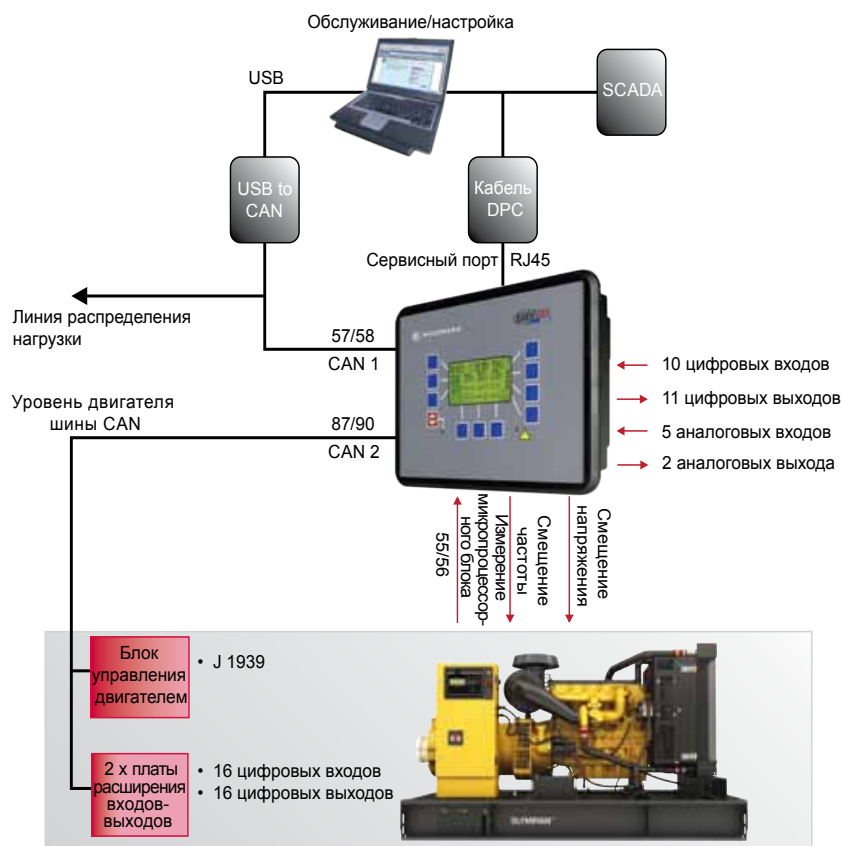 Обслуживание/настройка
USB
SCADA
USB to
CAN
Кабель
DPC
Сервисный порт
RJ45
Линия распределения
нагрузки
57/58
CAN 1
10 цифровых входов
11 цифровых выходов
5 аналоговых входов
2 аналоговых выхода
Уровень двигателя
шины CAN
87/90
CAN 2
WOODWARD
Смещение
напряжения
Смещение
частоты
Измерение
микропроцессор-
ного блока
55/56
Блок
управления
двигателем
• J 1939
2 x платы
расширения
входов-
выходов
• 16 цифровых входов
• 16 цифровых выходов
OLYMPIAN